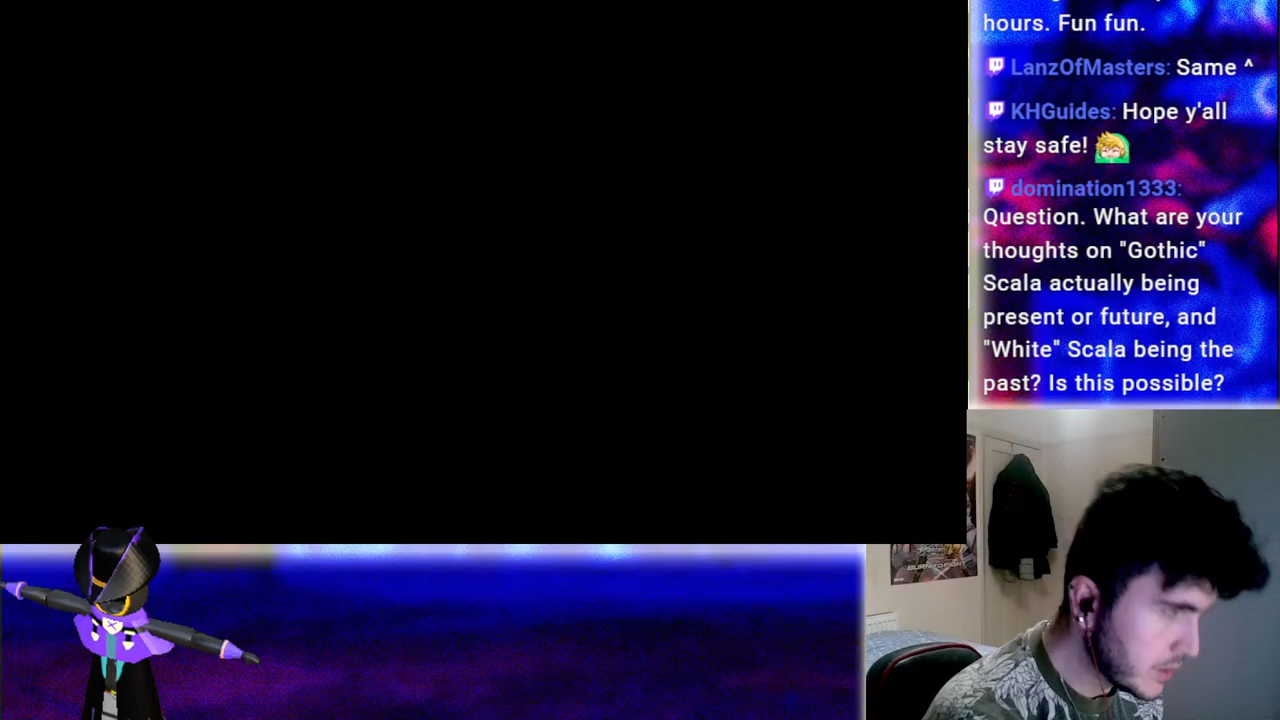 hours. Fun fun.
LanzOfMasters: Same ^
KHGuides: Hope y'all
stay safe!
domination1333:
Question. What are your
thoughts on "Gothic"
Scala actually being
present or future, and
"White" Scala being the
past? Is this possible?